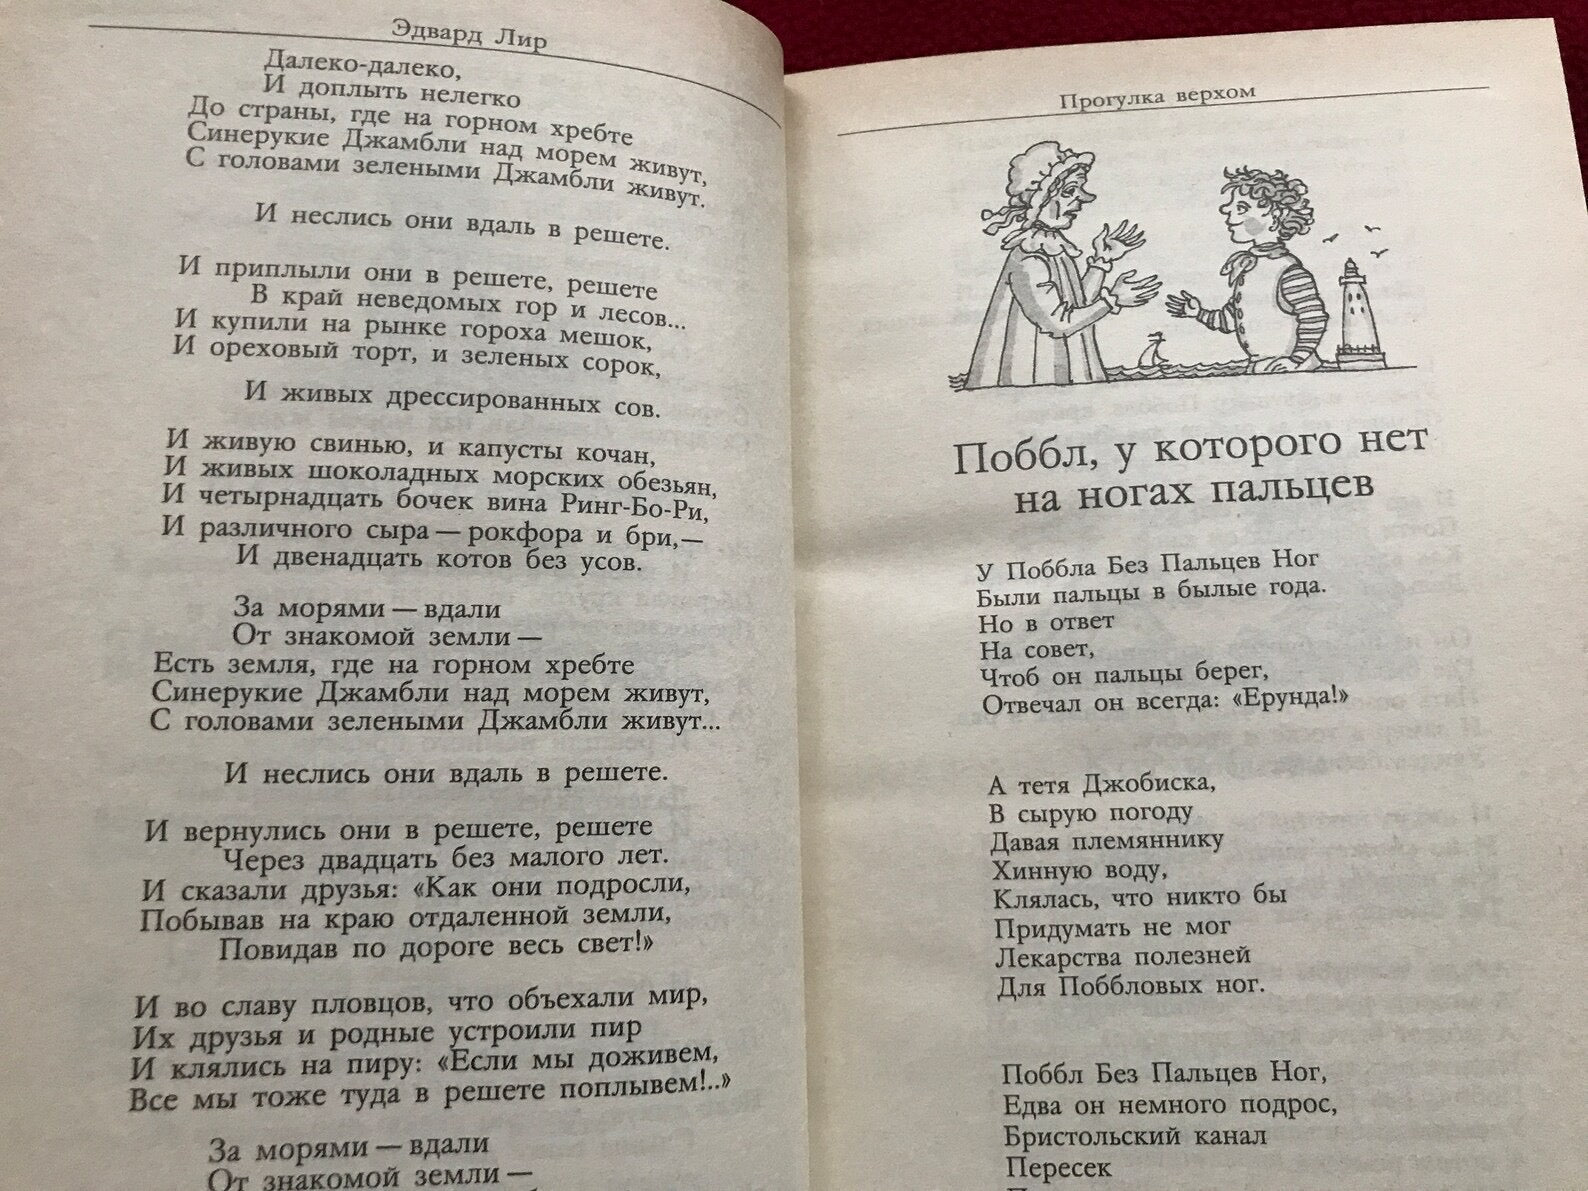 Эдвард Лир
Далеко-далеко,
И доплыть нелегко
До страны, где на горном хребте
Синерукие Джамбли над морем живут,
С головами зелеными Джамбли живут.
И неслись они вдаль в решете.
И приплыли они в решете, решете
В край неведомых гор и лесов...
И купили на рынке гороха мешок,
И ореховый торт, и зеленых сорок,
И живых дрессированных сов.
И живую свинью, и капусты кочан,
И живых шоколадных морских обезьян,
И четырнадцать бочек вина Ринг-Бо-Ри,
И различного сыра — рокфора и бри,—
И двенадцать котов без усов.
За морями — вдали
От знакомой земли —
Есть земля, где на горном хребте
Синерукие Джамбли над морем живут,
С головами зелеными Джамбли живут...
И неслись они вдаль в решете.
И вернулись они в решете, решете
Через двадцать без малого лет.
И сказали друзья: «Как они подросли,
Побывав на краю отдаленной земли,
Повидав по дороге весь свет!»
И во славу пловцов, что объехали мир,
Их друзья и родные устроили пир
И клялись на пиру: «Если мы доживем,
Все мы тоже туда в решете поплывем!..»
За морями — вдали
От знакомой земли —
Прогулка верхом
Поббл, у которого нет
на ногах пальцев
У Поббла Без Пальцев Ног
Были пальцы в былые года.
Но в ответ
На совет,
Чтоб он пальцы берег,
Отвечал он всегда: «Ерунда!»
А тетя Джобиска,
В сырую погоду
Давая племяннику
Хинную воду,
Клялась, что никто бы
Придумать не мог
Лекарства полезней
Для Поббловых ног.
Поббл Без Пальцев Ног,
Едва он немного подрос,
Бристольский канал
Пересек